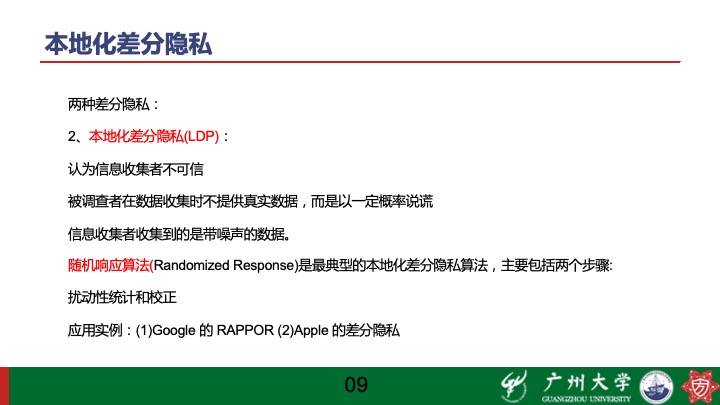 本地化差分隐私
两种差分隐私：
2、本地化差分隐私(LDP)：
认为信息收集者不可信
被调查者在数据收集时不提供真实数据，而是以一定概率说谎
信息收集者收集到的是带噪声的数据。
随机响应算法(Randomized Response)是最典型的本地化差分隐私算法，主要包括两个步骤:
扰动性统计和校正
应用实例：(1)Google 的 RAPPOR (2)Apple 的差分隐私
09
广州大学
GUANGZHOU UNIVERSITY